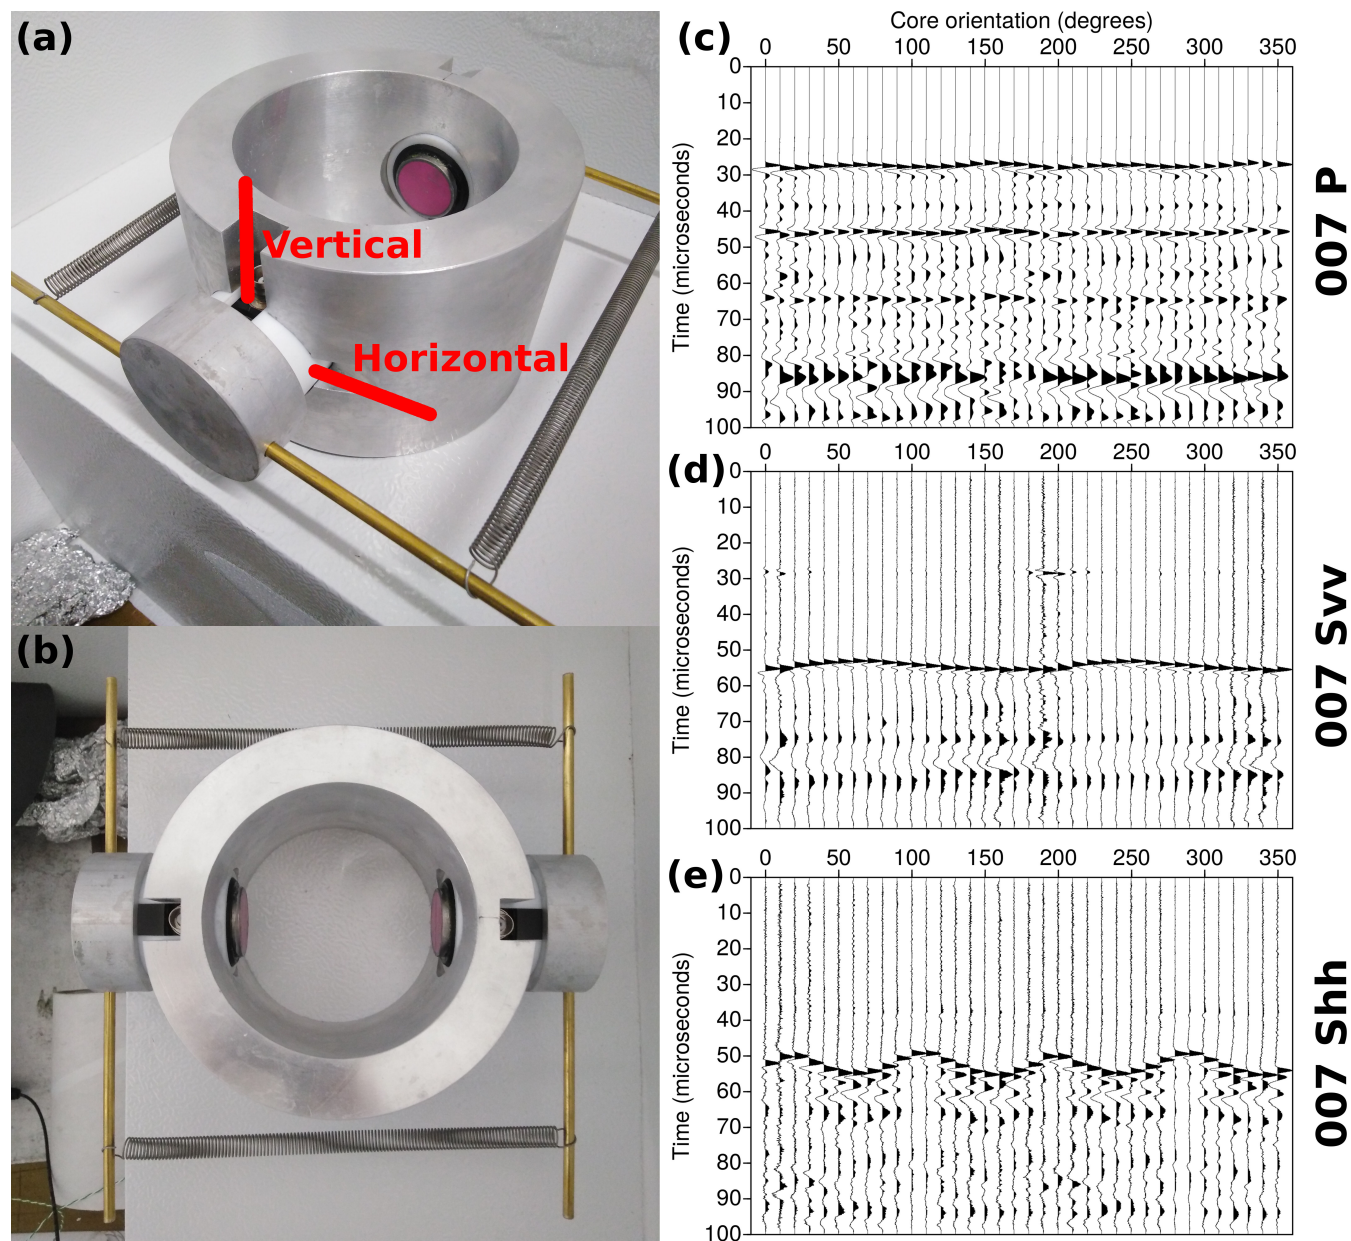 (a)
Vertical
Horizontal
(b)
(c)
Core orientation (degrees)
0 50 100 150 200 250 300 350
0
10
20
30
40
50
60
70
80
90
100
Time (microseconds)
007 P
(d)
0 50 100 150 200 250 300 350
0
10
20
30
40
50
60
70
80
90
100
Time (microseconds)
007 Svv
(e)
0 50 100 150 200 250 300 350
0
10
20
30
40
50
60
70
80
90
100
Time (microseconds)
007 Shh